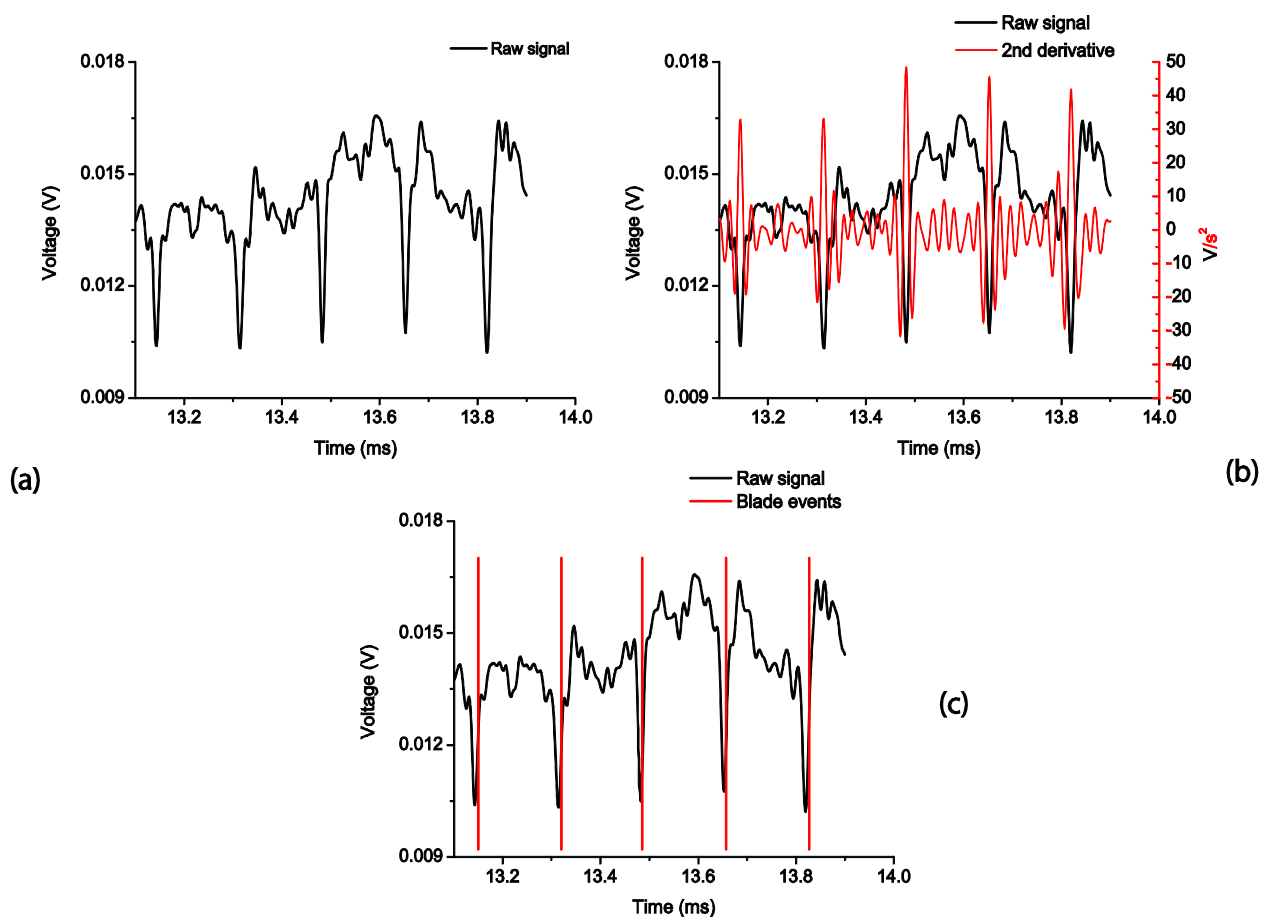 Raw signal
0.018
0.015
0.012
0.009
Voltage (V)
13.2 13.4 13.6 13.8 14.0
Time (ms)
(a)
Raw signal
2nd derivative
0.018
0.015
0.012
0.009
Voltage (V)
50
40
30
20
10
0
-10
-20
-30
-40
-50
V/s²
13.2 13.4 13.6 13.8 14.0
Time (ms)
(b)
Raw signal
Blade events
0.018
0.015
0.012
0.009
Voltage (V)
13.2 13.4 13.6 13.8 14.0
Time (ms)
(c)